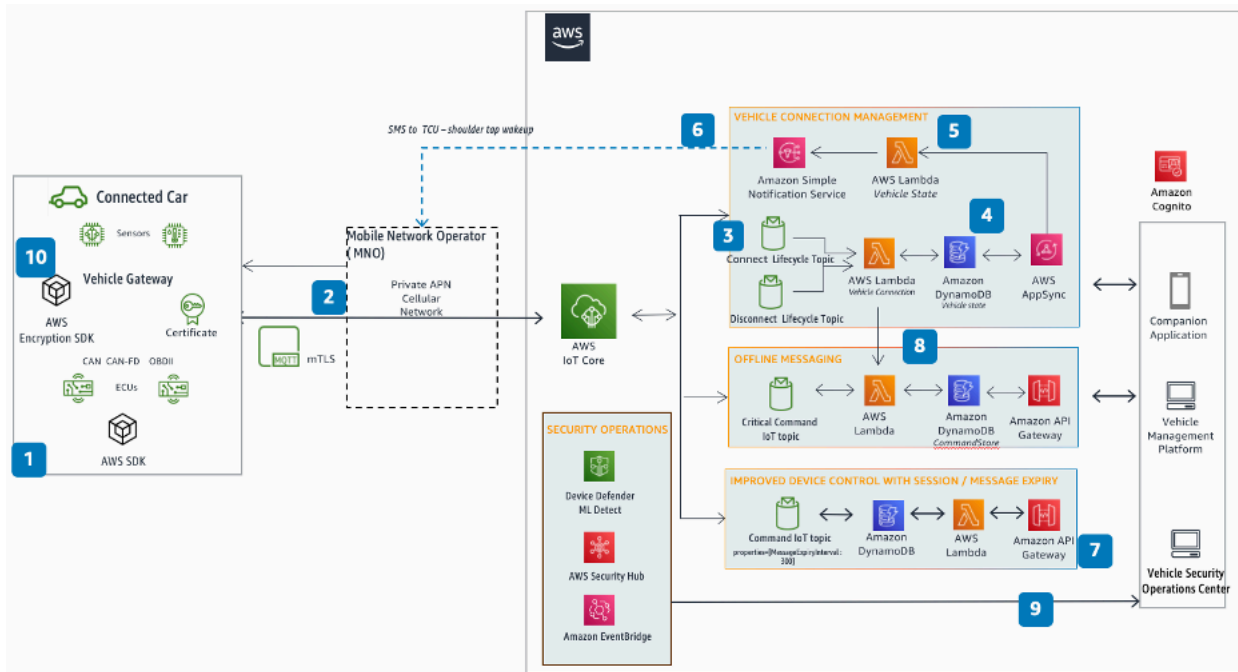 aws
SMS to TCU – shoulder tap wakeup
6
VEHICLE CONNECTION MANAGEMENT
5
Amazon Simple
Notification Service
AWS Lambda
Vehicle State
Amazon
Cognito
Connected Car
Sensors
10
Vehicle Gateway
AWS
Encryption SDK
Certificate
CAN CAN-FD OBDII
ECUs
AWS SDK
1
MQTT
mTLS
2
Mobile Network Operator
(MNO)
Private APN
Cellular
Network
AWS
IoT Core
3
Connect Lifecycle Topic
Disconnect Lifecycle Topic
AWS Lambda
Vehicle Connection
4
Amazon
DynamoDB
Vehicle state
AWS
AppSync
8
OFFLINE MESSAGING
Critical Command
IoT topic
AWS
Lambda
Amazon
DynamoDB
CommandStore
Amazon API
Gateway
IMPROVED DEVICE CONTROL WITH SESSION / MESSAGE EXPIRY
Command IoT topic
properties={MessageExpiryInterval:
300}
Amazon
DynamoDB
AWS
Lambda
Amazon API
Gateway
7
SECURITY OPERATIONS
Device Defender
ML Detect
AWS Security Hub
Amazon EventBridge
9
Companion
Application
Vehicle
Management
Platform
Vehicle Security
Operations Center